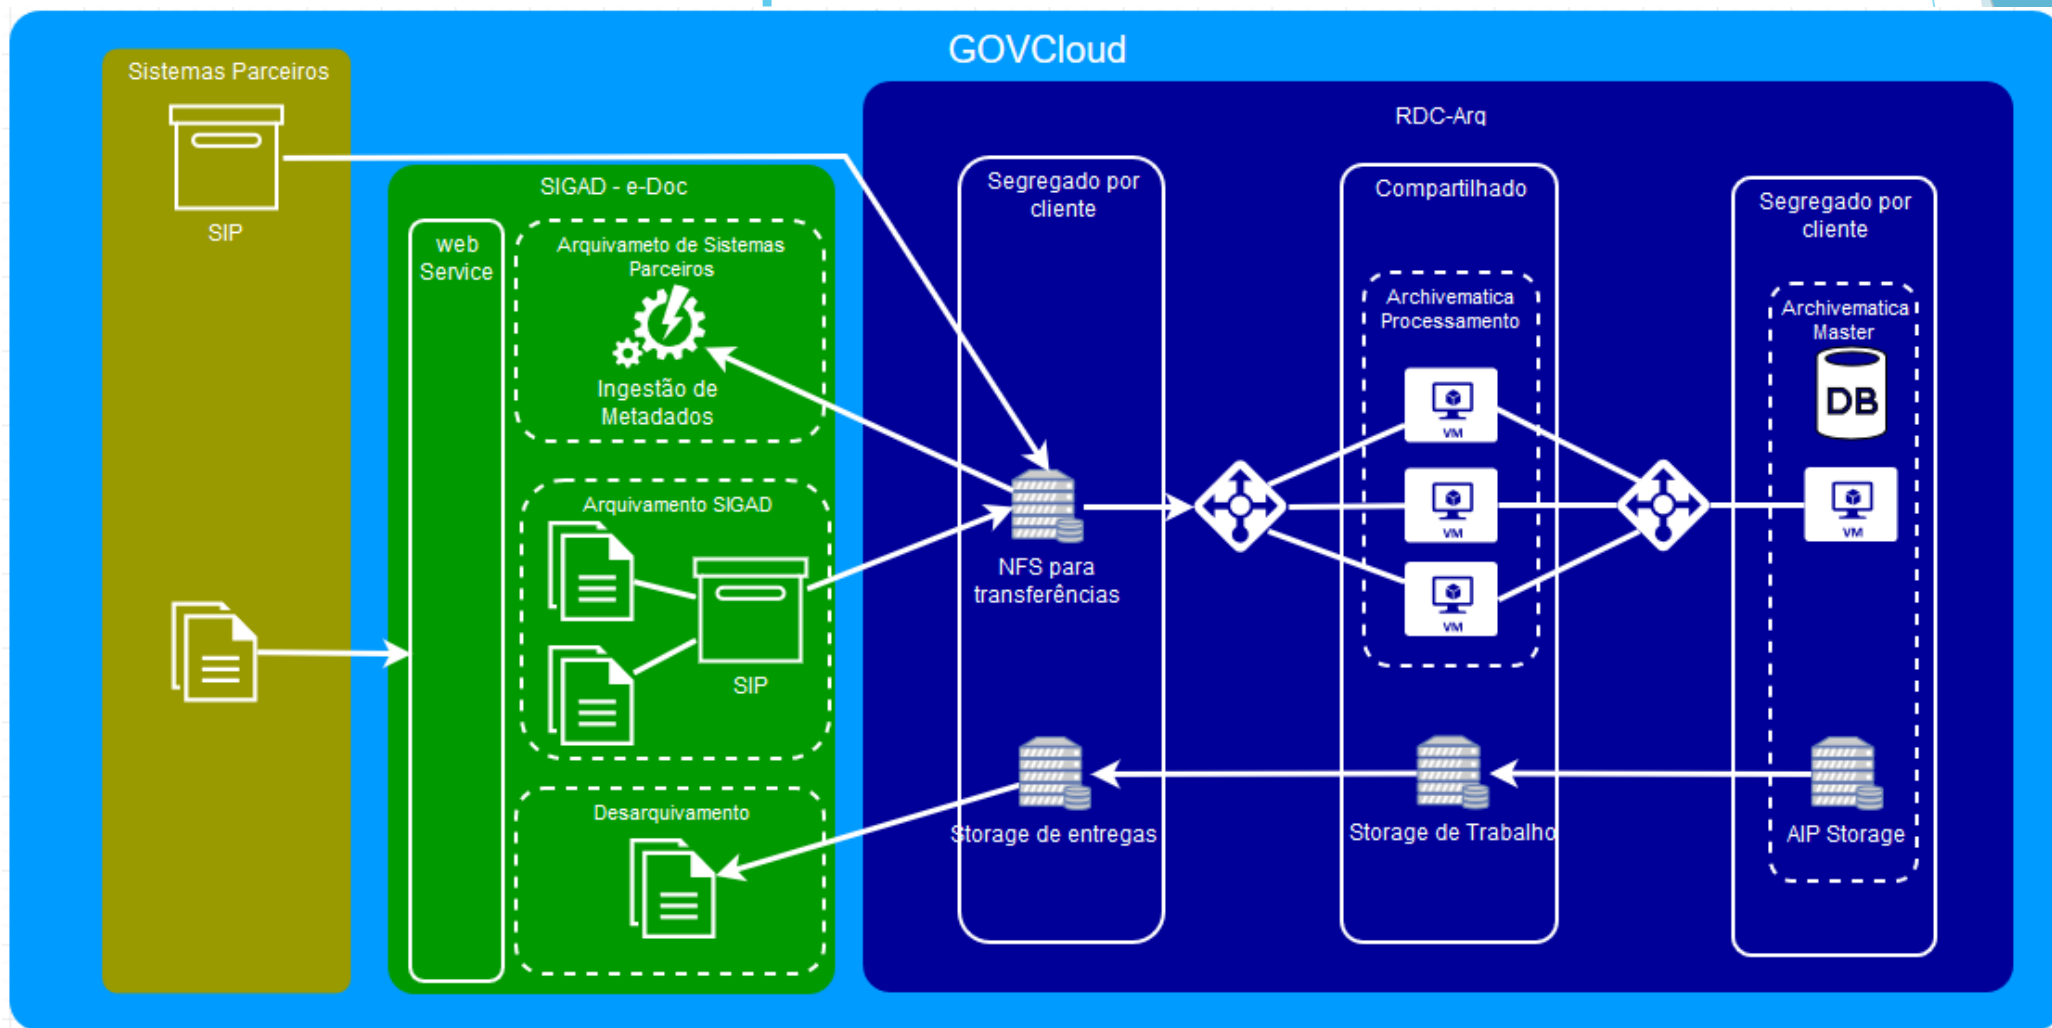 GOVCloud
Sistemas Parceiros
SIP
SIGAD - e-Doc
web
Service
Arquivameto de Sistemas
Parceiros
Ingestão de
Metadados
Arquivamento SIGAD
SIP
Desarquivamento
RDC-Arq
Segregado por
cliente
NFS para
transferências
Storage de entregas
Compartilhado
Archivematica
Processamento
VM
VM
VM
Storage de Trabalho
Segregado por
cliente
Archivematica
Master
DB
VM
AIP Storage